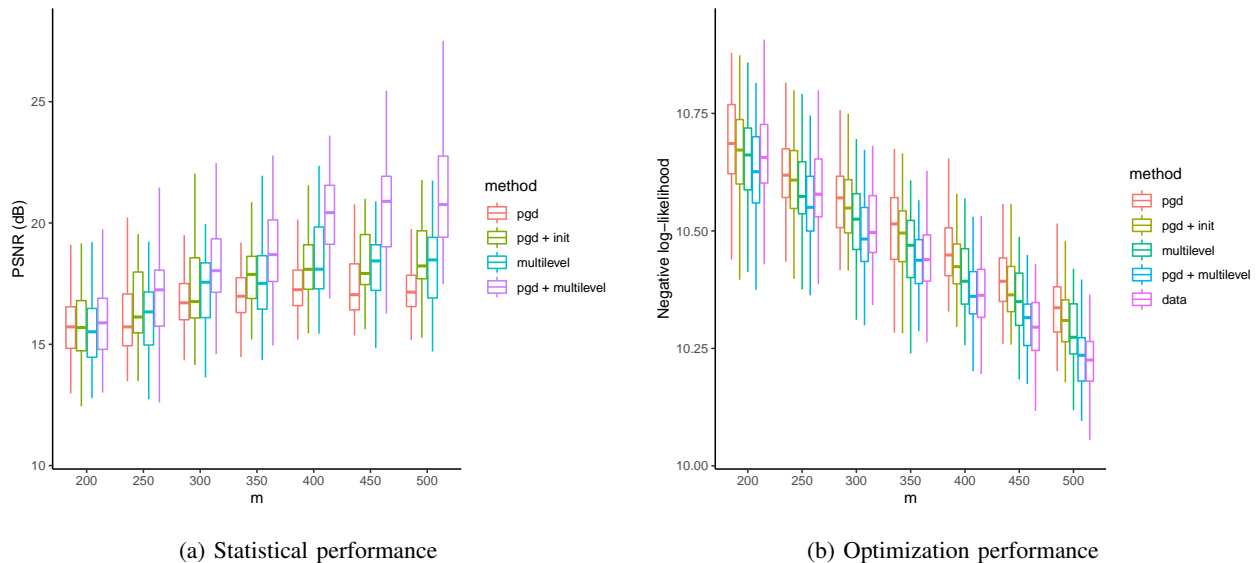 PSNR (dB)
25
20
15
10
200 250 300 350 400 450 500
m
method
pgd
pgd + init
multilevel
pgd + multilevel
(a) Statistical performance
Negative log−likelihood
10.75
10.50
10.25
10.00
200 250 300 350 400 450 500
m
method
pgd
pgd + init
multilevel
pgd + multilevel
data
(b) Optimization performance